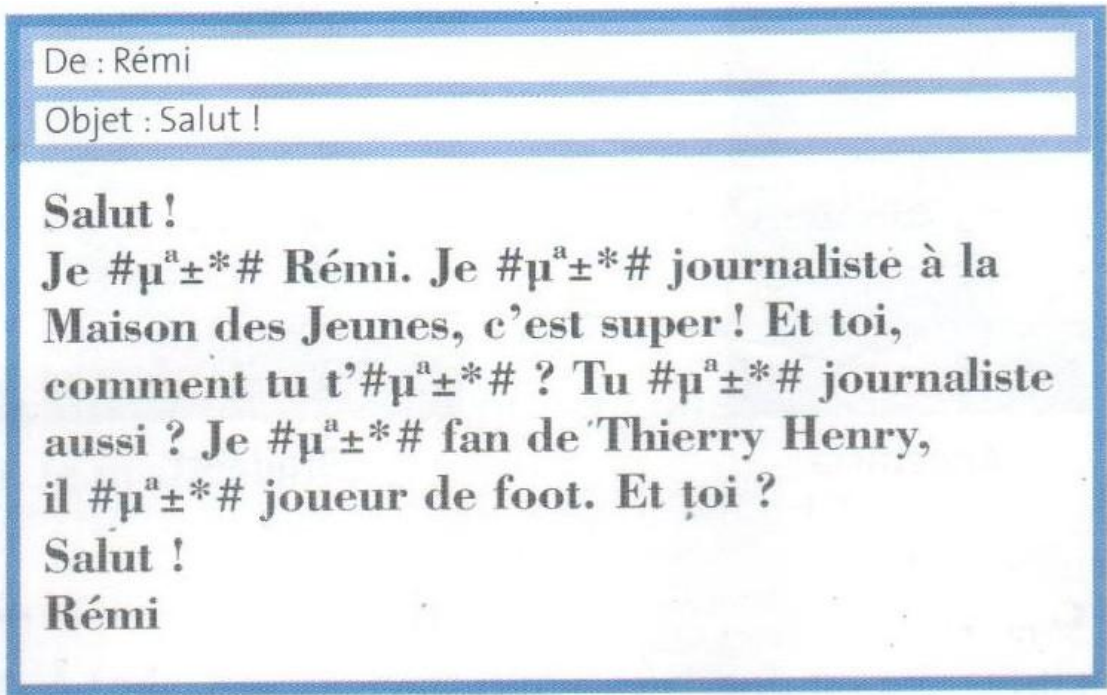 De : Rémi
Objet : Salut !
Salut !
Je #µª±*# Rémi. Je #µª±*# journaliste à la
Maison des Jeunes, c'est super ! Et toi,
comment tu t'#µª±*# ? Tu #µª±*# journaliste
aussi ? Je #µª±*# fan de Thierry Henry,
il #µª±*# joueur de foot. Et toi ?
Salut !
Rémi